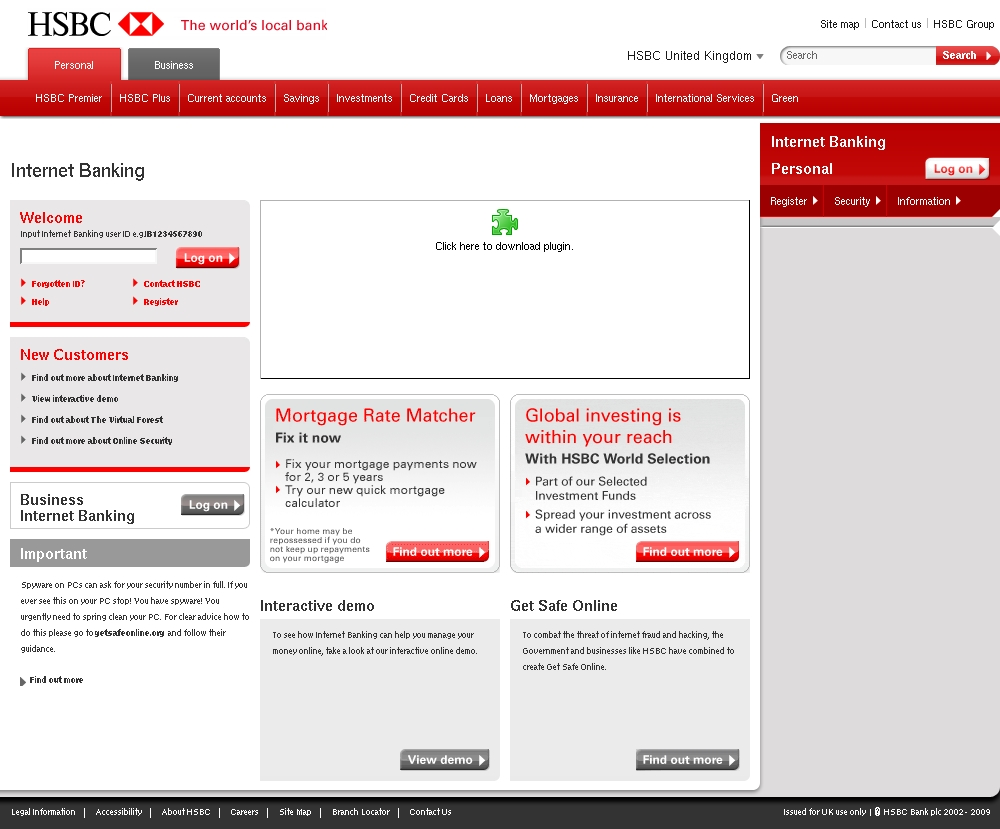 HSBC The world's local bank
Site map Contact us HSBC Group
Personal Business
HSBC United Kingdom Search Search
HSBC Premier HSBC Plus Current accounts Savings Investments Credit Cards Loans Mortgages Insurance International Services Green
Internet Banking
Personal Log on
Register Security Information
Internet Banking
Welcome
Input Internet Banking user ID e.g.IB1234567890
Log on
Forgotten ID? Contact HSBC
Help Register
Click here to download plugin.
New Customers
Find out more about Internet Banking
View interactive demo
Find out about The Virtual Forest
Find out more about Online Security
Business
Internet Banking
Log on
Important
Spyware on PCs can ask for your security number in full. If you
ever see this on your PC stop! You have spyware! You
urgently need to spring clean your PC. For clear advice how to
do this please go to getsafeonline.org and follow their
guidance.
Find out more
Mortgage Rate Matcher
Fix it now
Fix your mortgage payments now
for 2, 3 or 5 years
Try our new quick mortgage
calculator
*Your home may be
repossessed if you do
not keep up repayments
on your mortgage
Find out more
Global investing is
within your reach
With HSBC World Selection
Part of our Selected
Investment Funds
Spread your investment across
a wider range of assets
Find out more
Interactive demo
To see how Internet Banking can help you manage your
money online, take a look at our interactive online demo.
View demo
Get Safe Online
To combat the threat of internet fraud and hacking, the
Government and businesses like HSBC have combined to
create Get Safe Online.
Find out more
Legal Information | Accessibility | About HSBC | Careers | Site Map | Branch Locator | Contact Us
Issued for UK use only | � HSBC Bank plc 2002 - 2009